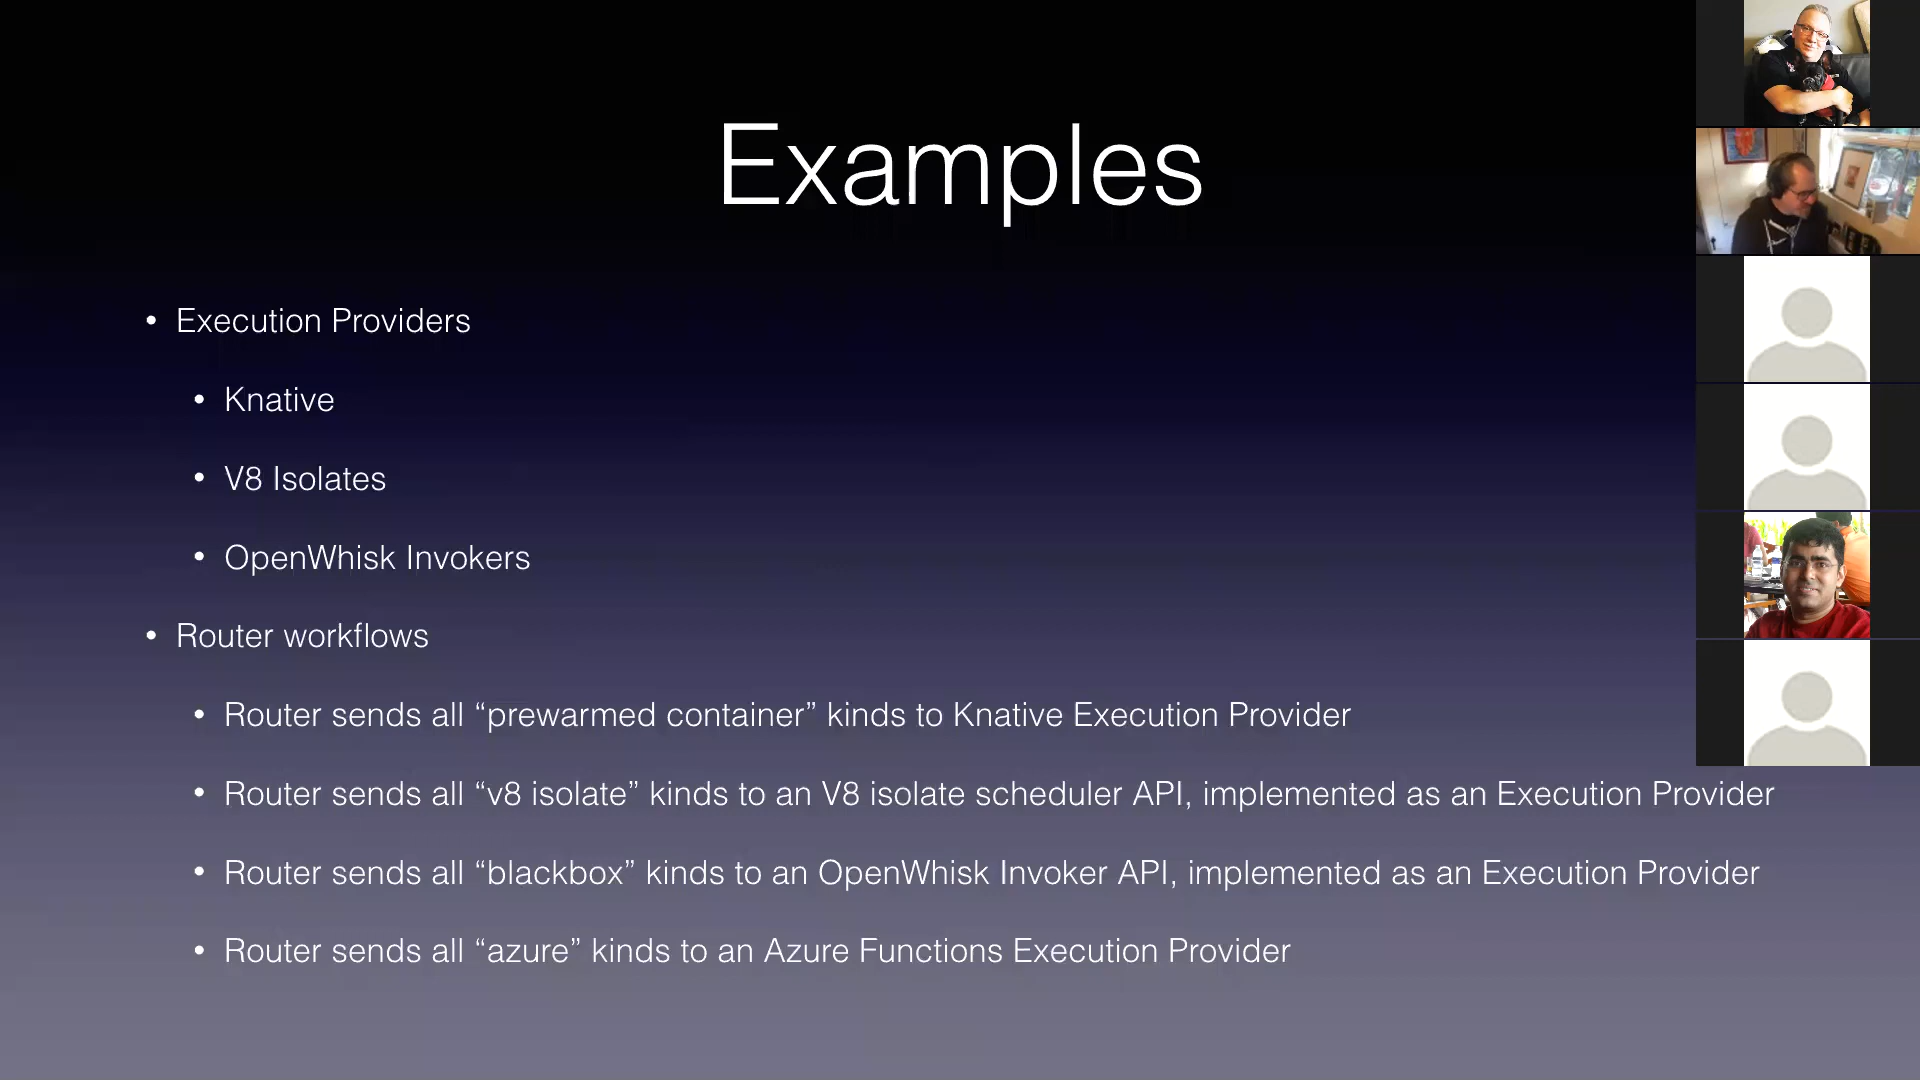 Examples
• Execution Providers
• Knative
• V8 Isolates
• OpenWhisk Invokers
• Router workflows
• Router sends all “prewarmed container” kinds to Knative Execution Provider
• Router sends all “v8 isolate” kinds to an V8 isolate scheduler API, implemented as an Execution Provider
• Router sends all “blackbox” kinds to an OpenWhisk Invoker API, implemented as an Execution Provider
• Router sends all “azure” kinds to an Azure Functions Execution Provider